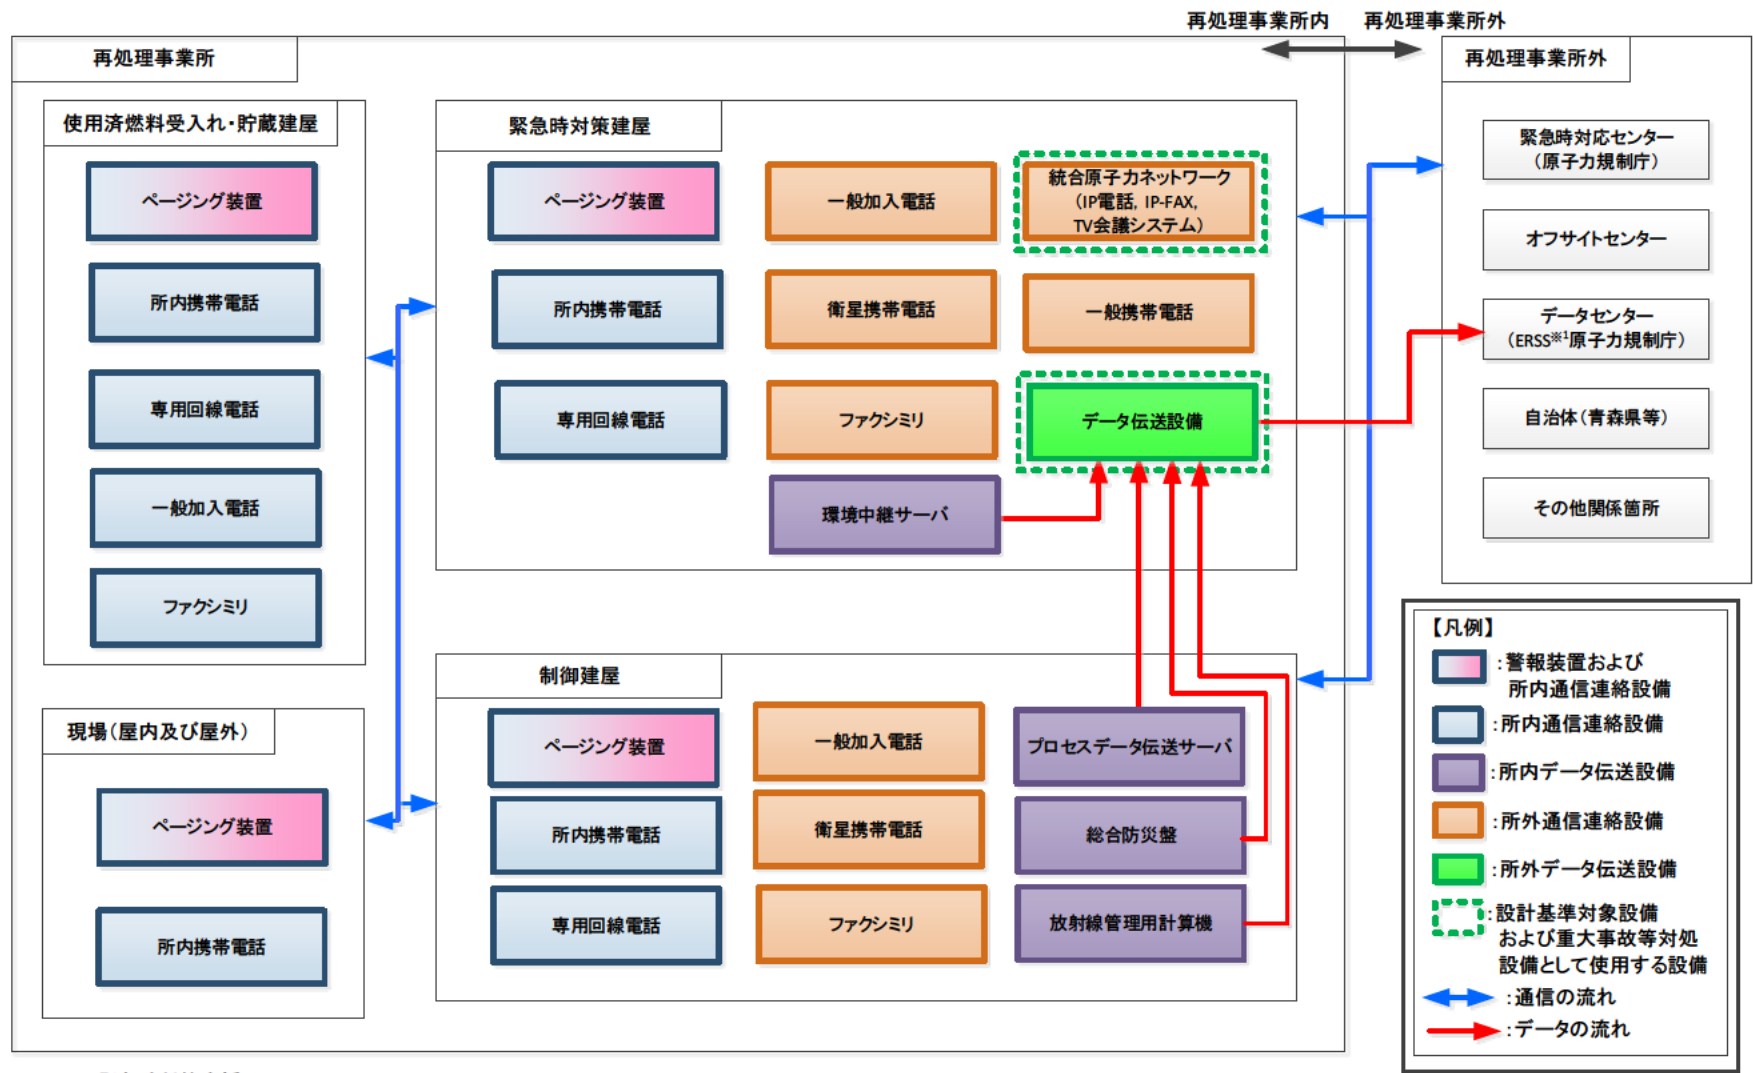 再処理事業所内
再処理事業所外
再処理事業所
使用済燃料受入れ・貯蔵建屋
ページング装置
所内携帯電話
専用回線電話
一般加入電話
ファクシミリ
現場(屋内及び屋外)
ページング装置
所内携帯電話
緊急時対策建屋
ページング装置
所内携帯電話
専用回線電話
一般加入電話
衛星携帯電話
ファクシミリ
環境中継サーバ
統合原子力ネットワーク
(IP電話, IP-FAX,
TV会議システム)
一般携帯電話
データ伝送設備
制御建屋
ページング装置
所内携帯電話
専用回線電話
一般加入電話
衛星携帯電話
ファクシミリ
プロセスデータ伝送サーバ
総合防災盤
放射線管理用計算機
再処理事業所外
緊急時対応センター
(原子力規制庁)
オフサイトセンター
データセンター
(ERSS※1原子力規制庁)
自治体(青森県等)
その他関係箇所
【凡例】
:警報装置および
所内通信連絡設備
:所内通信連絡設備
:所内データ伝送設備
:所外通信連絡設備
:所外データ伝送設備
:設計基準対象設備
および重大事故等対処
設備として使用する設備
:通信の流れ
:データの流れ